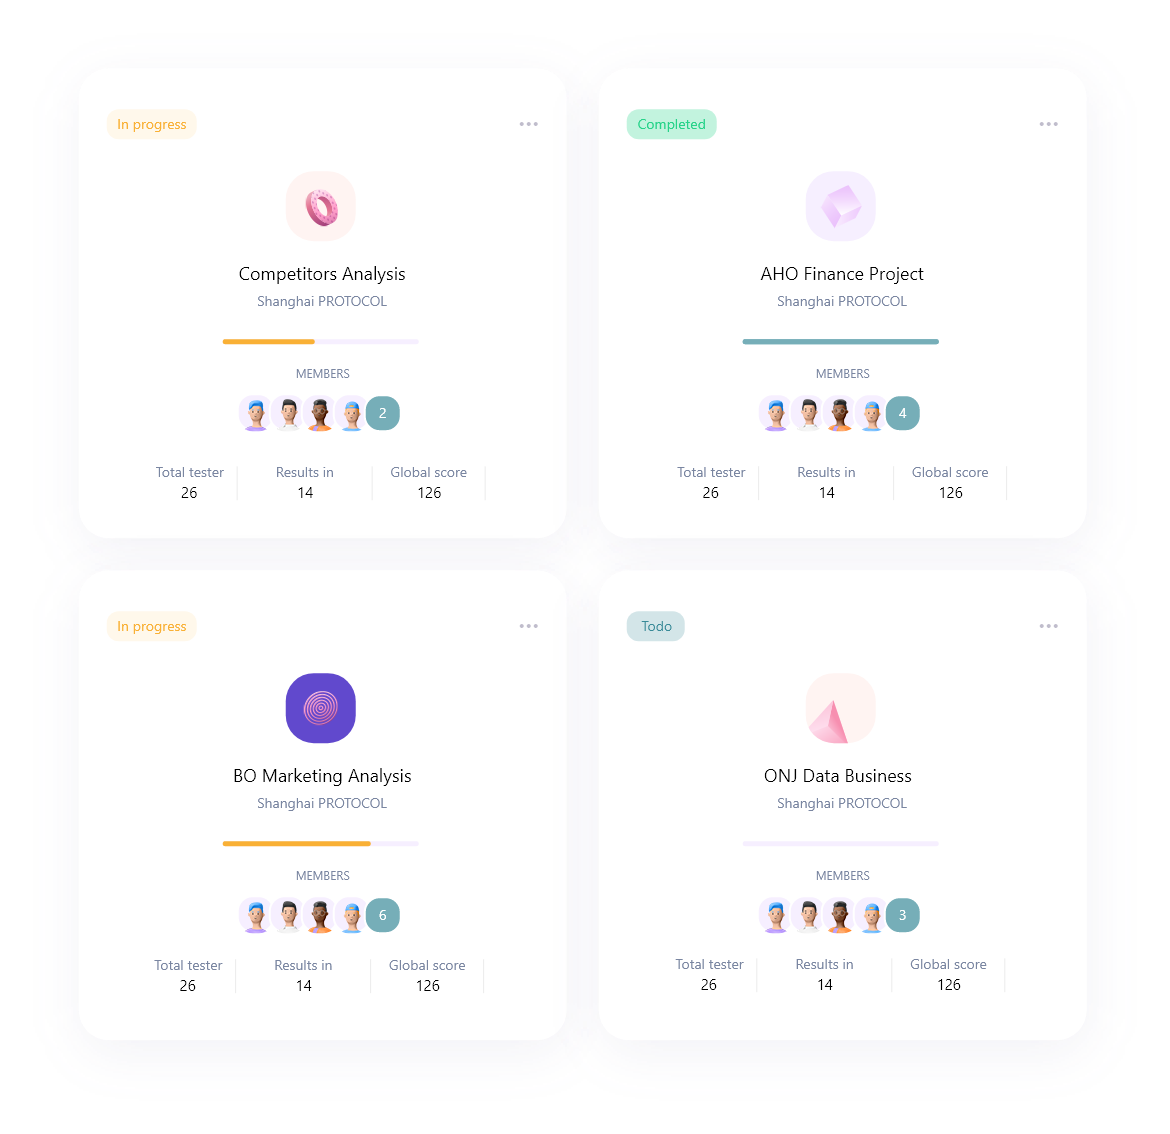 In progress
Competitors Analysis
Shanghai PROTOCOL
MEMBERS
2
Total tester Results in Global score
26 14 126
Completed
AHO Finance Project
Shanghai PROTOCOL
MEMBERS
4
Total tester Results in Global score
26 14 126
In progress
BO Marketing Analysis
Shanghai PROTOCOL
MEMBERS
6
Total tester Results in Global score
26 14 126
Todo
ONJ Data Business
Shanghai PROTOCOL
MEMBERS
3
Total tester Results in Global score
26 14 126